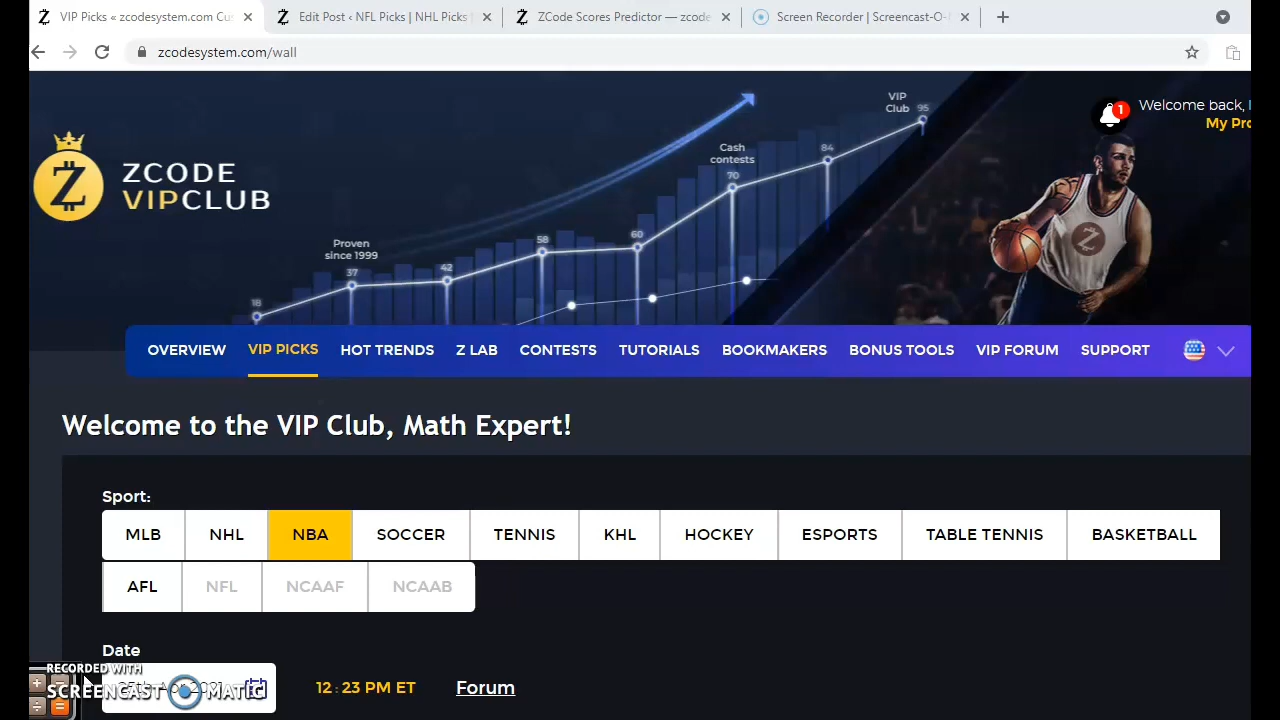 VIP Picks « zcodesystem.com Cus
Edit Post ‹ NFL Picks | NHL Picks |
ZCode Scores Predictor — zcode
Screen Recorder | Screencast-O-
zcodesystem.com/wall
Welcome back,
My Pro
1
ZCODE
VIPCLUB
VIP
Club
95
84
Cash
contests
70
60
58
42
Proven
since 1999
37
18
OVERVIEW VIP PICKS HOT TRENDS Z LAB CONTESTS TUTORIALS BOOKMAKERS BONUS TOOLS VIP FORUM SUPPORT
Welcome to the VIP Club, Math Expert!
Sport:
MLB NHL NBA SOCCER TENNIS KHL HOCKEY ESPORTS TABLE TENNIS BASKETBALL
AFL NFL NCAAF NCAAB
Date
12:23 PM ET Forum
RECORDED WITH
SCREENCAST MATIC